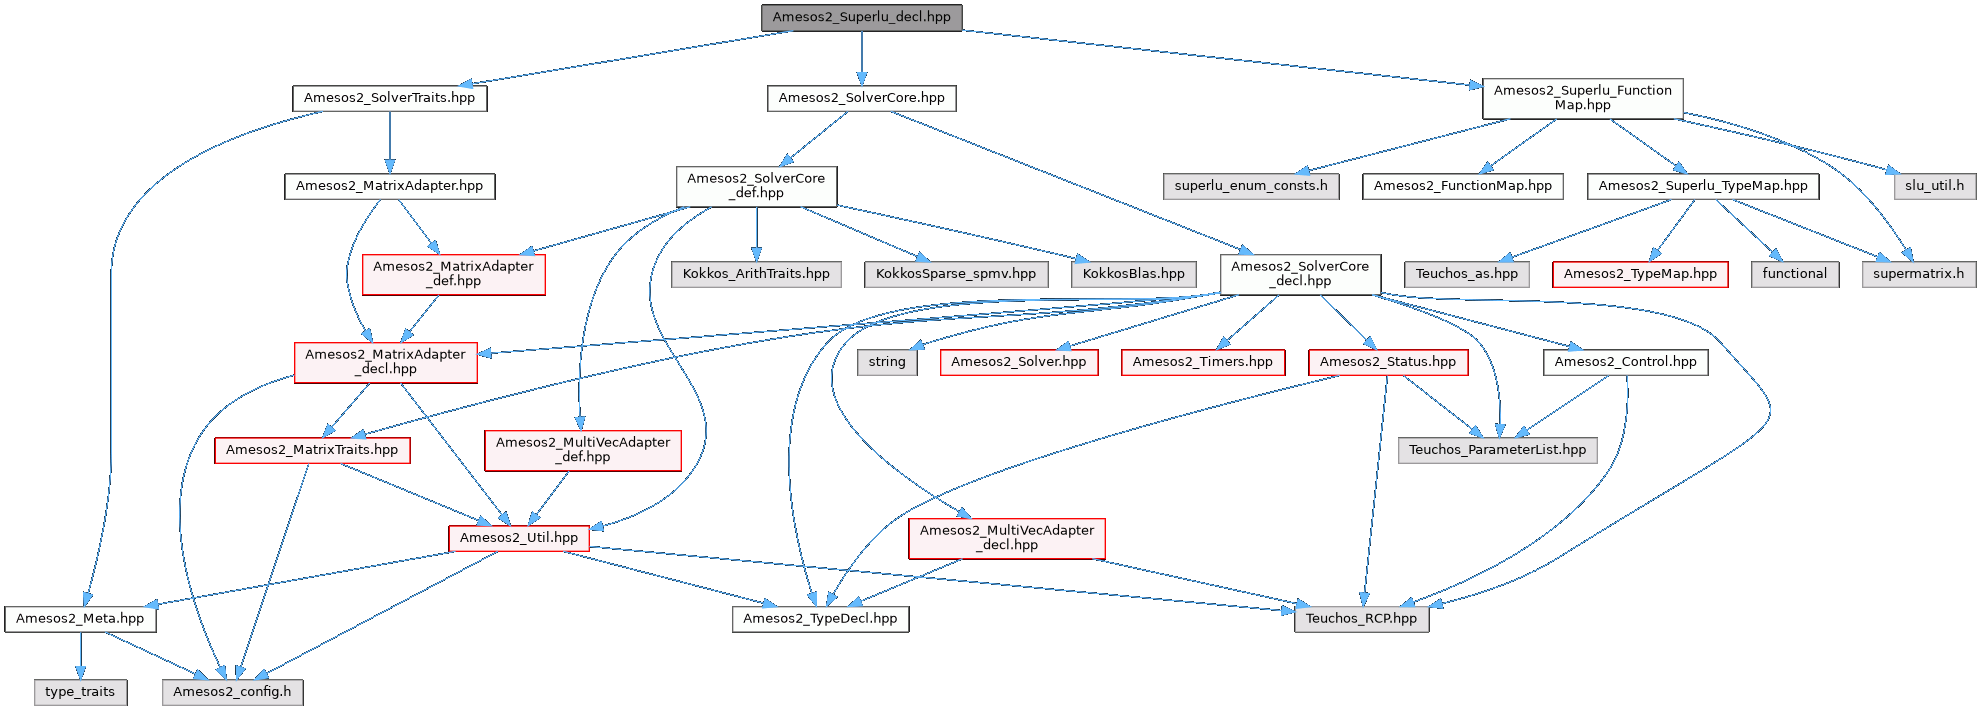 Amesos2_Superlu_decl.hpp
Amesos2_SolverTraits.hpp
Amesos2_SolverCore.hpp
Amesos2_Superlu_Function
Map.hpp
Amesos2_MatrixAdapter.hpp
Amesos2_SolverCore
_def.hpp
superlu_enum_consts.h
Amesos2_FunctionMap.hpp
Amesos2_Superlu_TypeMap.hpp
slu_util.h
Amesos2_MatrixAdapter
_def.hpp
Kokkos_ArithTraits.hpp
KokkosSparse_spmv.hpp
KokkosBlas.hpp
Amesos2_SolverCore
_decl.hpp
Teuchos_as.hpp
Amesos2_TypeMap.hpp
functional
supermatrix.h
Amesos2_MatrixAdapter
_decl.hpp
string
Amesos2_Solver.hpp
Amesos2_Timers.hpp
Amesos2_Status.hpp
Amesos2_Control.hpp
Amesos2_MatrixTraits.hpp
Amesos2_MultiVecAdapter
_def.hpp
Teuchos_ParameterList.hpp
Amesos2_Util.hpp
Amesos2_MultiVecAdapter
_decl.hpp
Amesos2_Meta.hpp
Amesos2_TypeDecl.hpp
Teuchos_RCP.hpp
type_traits
Amesos2_config.h